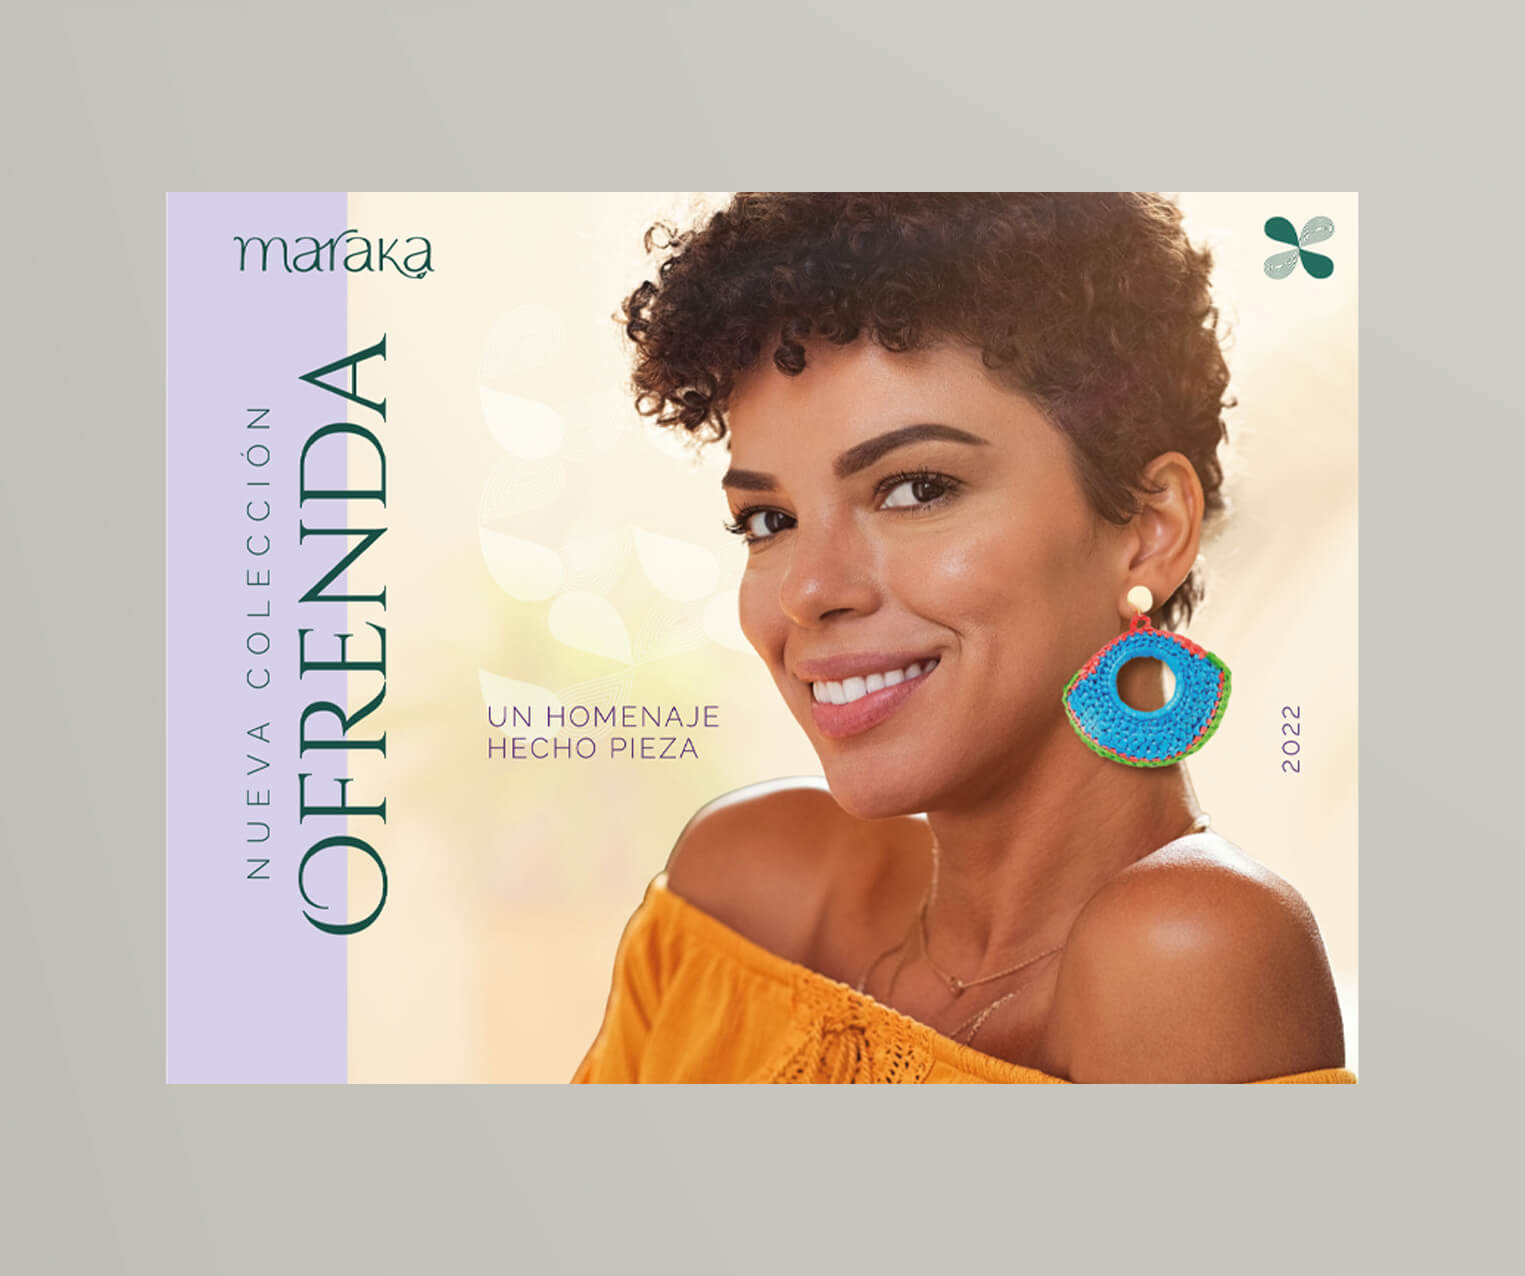 maraka
NUEVA COLECCIÓN
OFRENDA
UN HOMENAJE
HECHO PIEZA
2022